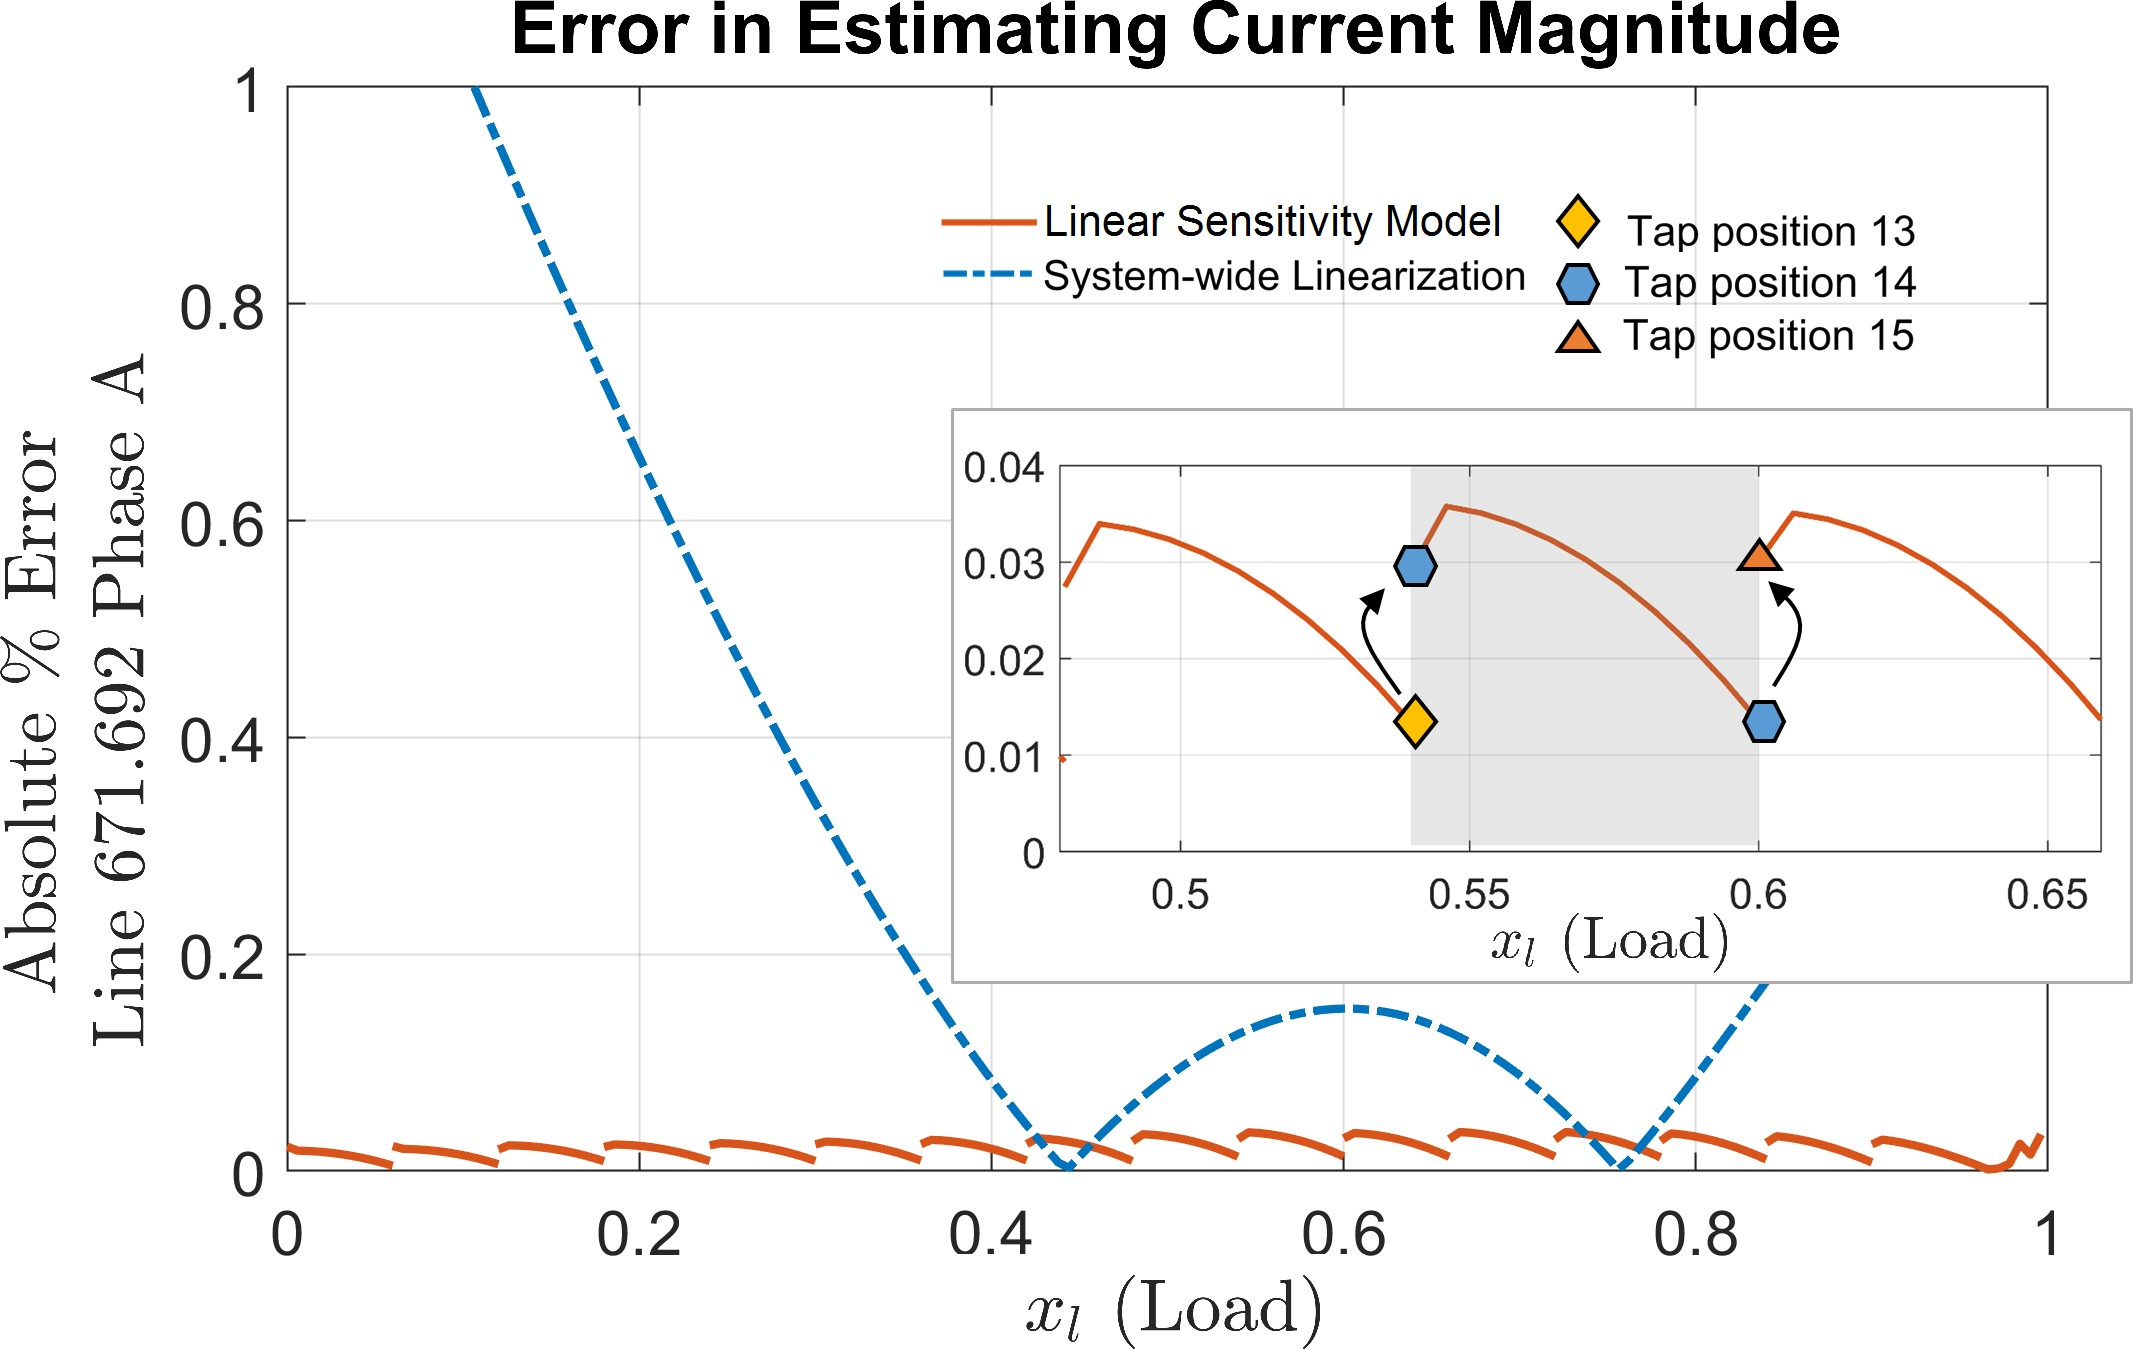 Error in Estimating Current Magnitude
Absolute % Error
Line 671.692 Phase A
1
0.8
0.6
0.4
0.2
0
Linear Sensitivity Model
System-wide Linearization
Tap position 13
Tap position 14
Tap position 15
0.04
0.03
0.02
0.01
0
0.5 0.55 0.6 0.65
x_l (Load)
0 0.2 0.4 0.6 0.8 1
x_l (Load)